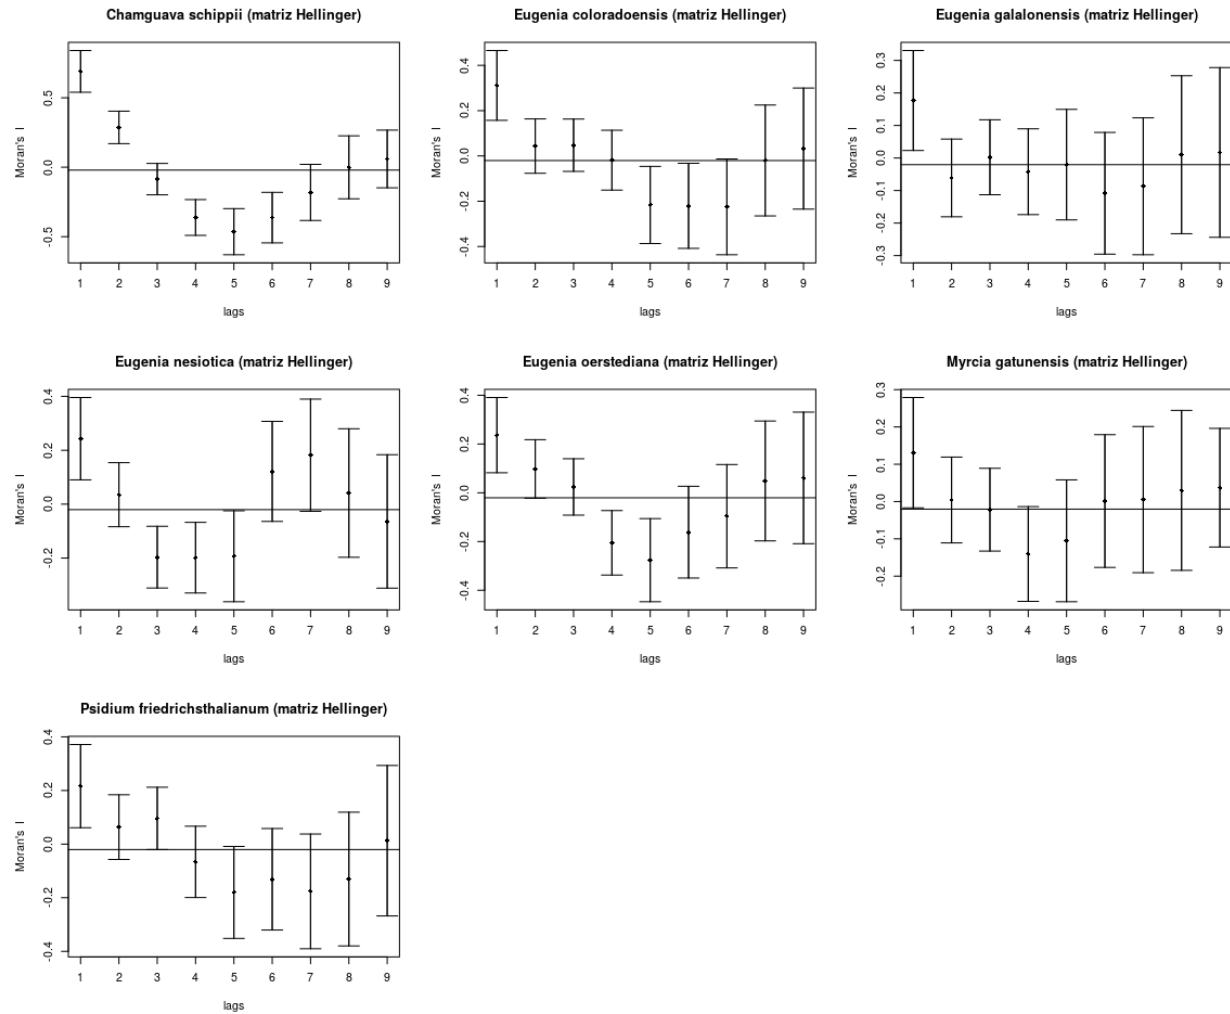 Chamguava schippii (matriz Hellinger)
Moran's I
0.5
0.0
-0.5
1 2 3 4 5 6 7 8 9
lags
Eugenia coloradoensis (matriz Hellinger)
Moran's I
0.4
0.2
0.0
-0.2
-0.4
1 2 3 4 5 6 7 8 9
lags
Eugenia galalonensis (matriz Hellinger)
Moran's I
0.3
0.2
0.1
0.0
-0.1
-0.2
-0.3
1 2 3 4 5 6 7 8 9
lags
Eugenia nesiotica (matriz Hellinger)
Moran's I
0.4
0.2
0.0
-0.2
1 2 3 4 5 6 7 8 9
lags
Eugenia oerstediana (matriz Hellinger)
Moran's I
0.4
0.2
0.0
-0.2
-0.4
1 2 3 4 5 6 7 8 9
lags
Myrcia gatunensis (matriz Hellinger)
Moran's I
0.3
0.2
0.1
0.0
-0.1
-0.2
1 2 3 4 5 6 7 8 9
lags
Psidium friedrichsthalianum (matriz Hellinger)
Moran's I
0.4
0.2
0.0
-0.2
-0.4
1 2 3 4 5 6 7 8 9
lags